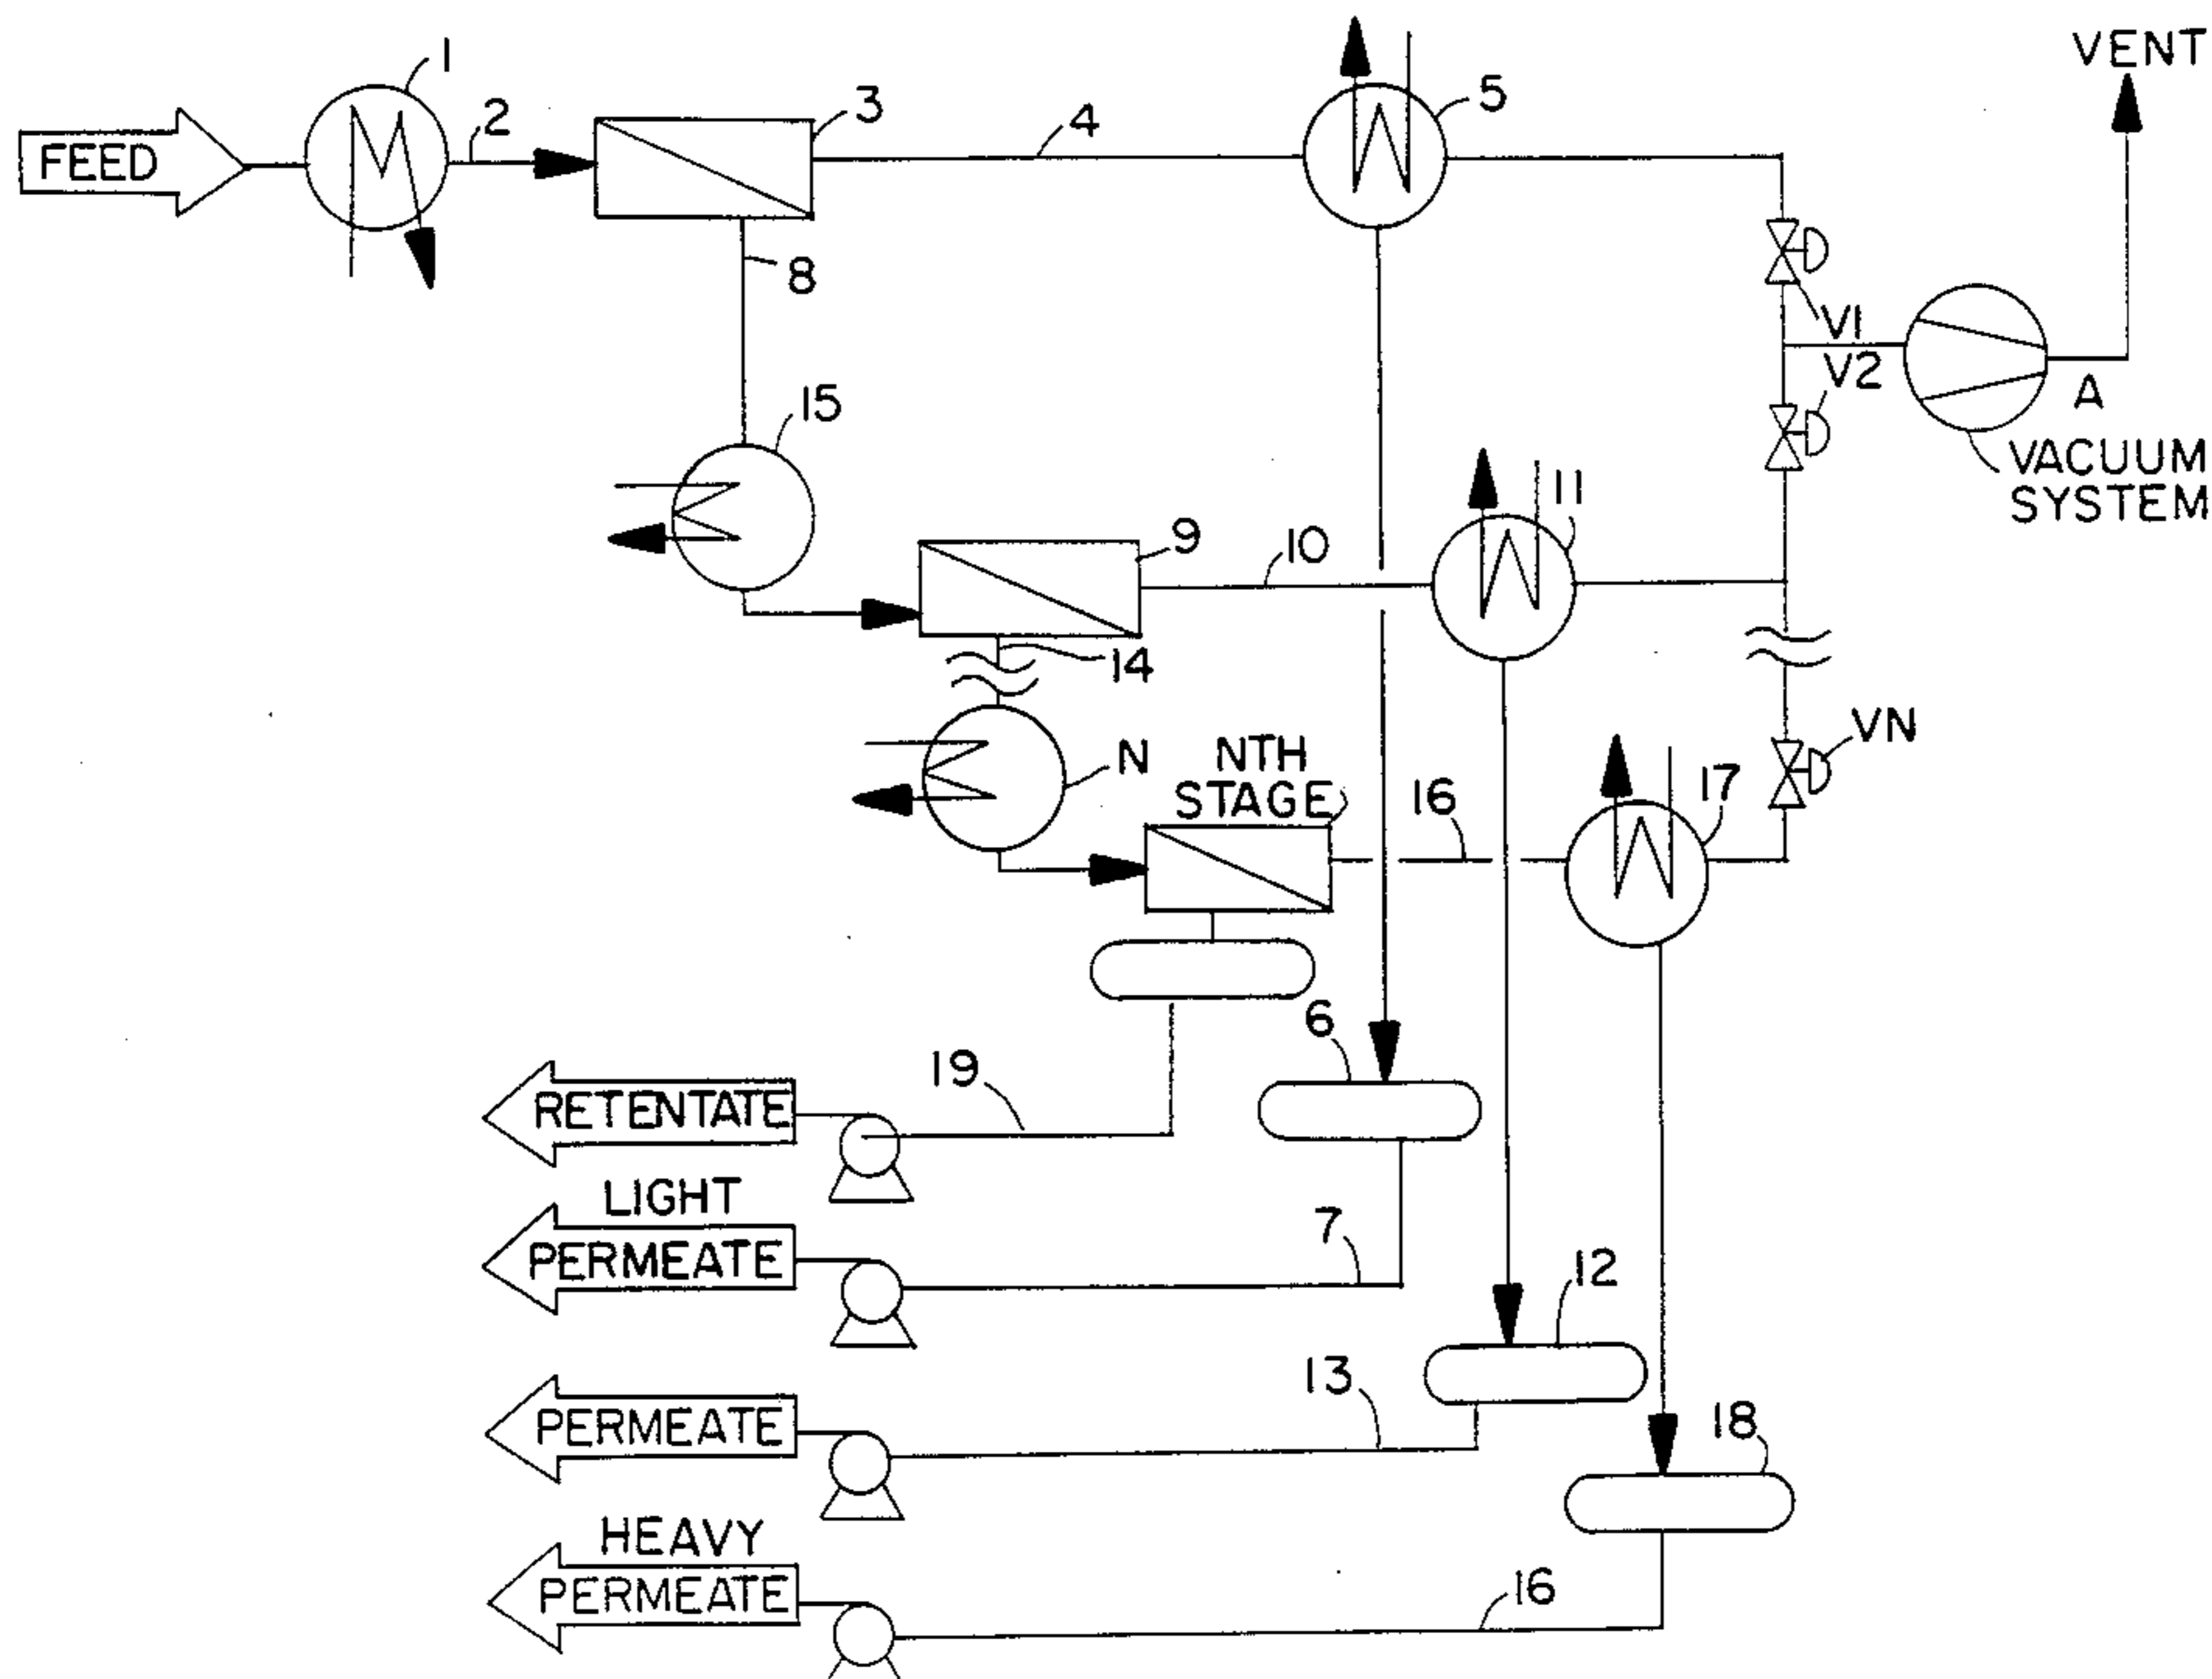 1
2
3
4
5
VENT
FEED
8
V1
V2
A
15
VACUUM
SYSTEM
9
10
11
14
N
NTH
STAGE
16
17
VN
6
19
RETENTATE
LIGHT
PERMEATE
7
12
13
PERMEATE
18
HEAVY
PERMEATE
16